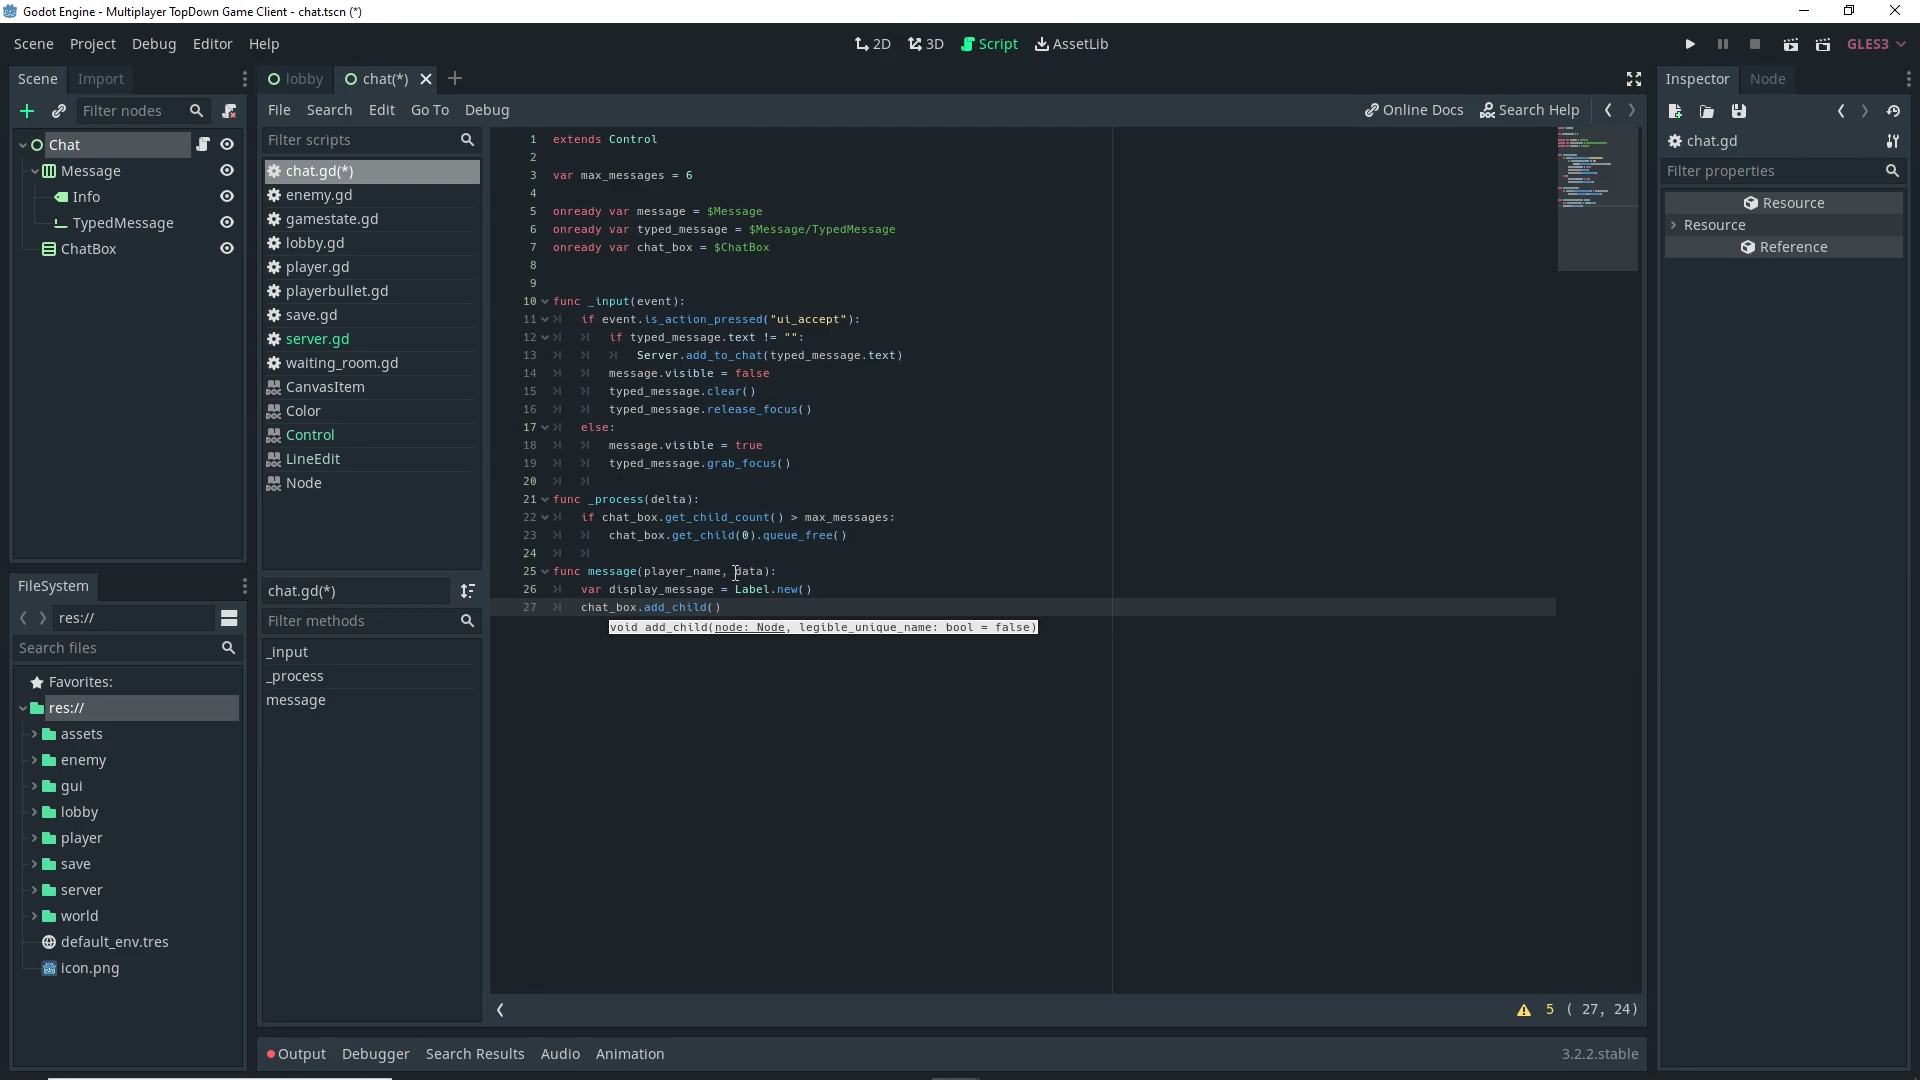 Godot Engine - Multiplayer TopDown Game Client - chat.tscn (*)
Scene Project Debug Editor Help
2D 3D Script AssetLib
GLES3
Scene Import
Filter nodes
Chat
Message
Info
TypedMessage
ChatBox
FileSystem
res://
Search files
Favorites:
res://
assets
enemy
gui
lobby
player
save
server
world
default_env.tres
icon.png
lobby chat(*)
File Search Edit Go To Debug
Online Docs Search Help
Filter scripts
chat.gd(*)
enemy.gd
gamestate.gd
lobby.gd
player.gd
playerbullet.gd
save.gd
server.gd
waiting_room.gd
CanvasItem
Color
Control
LineEdit
Node
chat.gd(*)
Filter methods
_input
_process
message
1 extends Control
2
3 var max_messages = 6
4
5 onready var message = $Message
6 onready var typed_message = $Message/TypedMessage
7 onready var chat_box = $ChatBox
8
9
10 func _input(event):
11 if event.is_action_pressed("ui_accept"):
12 if typed_message.text != "":
13 Server.add_to_chat(typed_message.text)
14 message.visible = false
15 typed_message.clear()
16 typed_message.release_focus()
17 else:
18 message.visible = true
19 typed_message.grab_focus()
20
21 func _process(delta):
22 if chat_box.get_child_count() > max_messages:
23 chat_box.get_child(0).queue_free()
24
25 func message(player_name, data):
26 var display_message = Label.new()
27 chat_box.add_child()
void add_child(node: Node, legible_unique_name: bool = false)
5 ( 27, 24)
Output Debugger Search Results Audio Animation
3.2.2.stable
Inspector Node
chat.gd
Filter properties
Resource
Resource
Reference